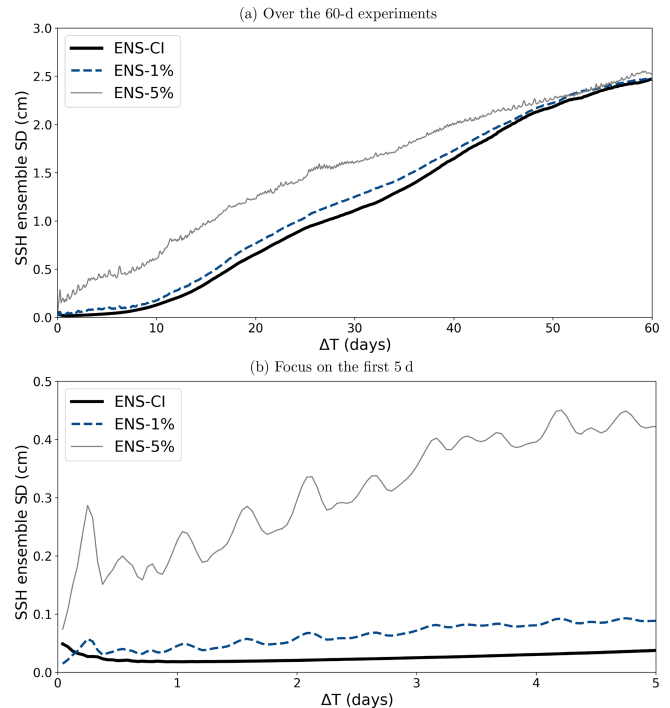 (a) Over the 60-d experiments
3.0
2.5
2.0
1.5
1.0
0.5
0.0
SSH ensemble SD (cm)
ENS-CI
ENS-1%
ENS-5%
0 10 20 30 40 50 60
ΔT (days)
(b) Focus on the first 5 d
0.5
0.4
0.3
0.2
0.1
0.0
SSH ensemble SD (cm)
ENS-CI
ENS-1%
ENS-5%
0 1 2 3 4 5
ΔT (days)